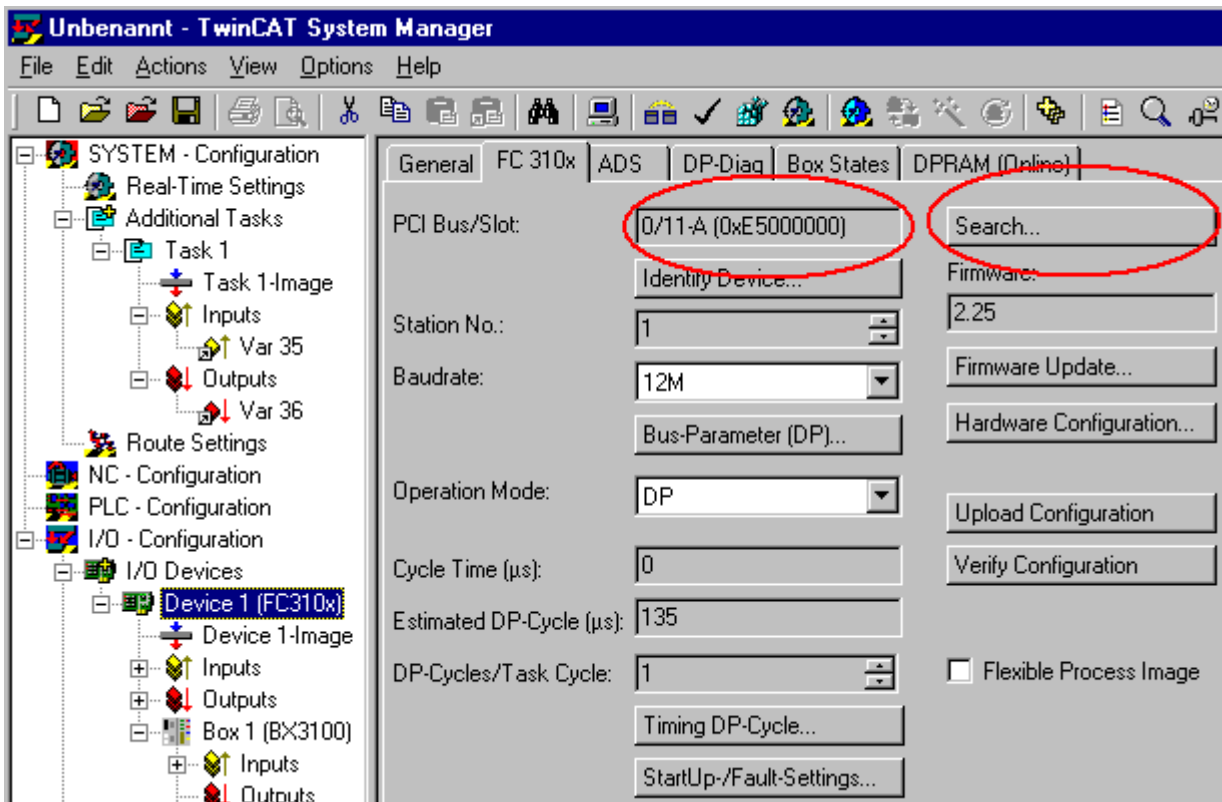 Unbenannt - TwinCAT System Manager
File Edit Actions View Options Help
SYSTEM - Configuration
Real-Time Settings
Additional Tasks
Task 1
Task 1-Image
Inputs
Var 35
Outputs
Var 36
Route Settings
NC - Configuration
PLC - Configuration
I/O - Configuration
I/O Devices
Device 1 (FC310x)
Device 1-Image
Inputs
Outputs
Box 1 (BX3100)
Inputs
Outputs
General FC 310x ADS DP-Diag Box States DPRAM (Online)
PCI Bus/Slot: 0/11-A (0xE5000000) Search...
Identify Device... Firmware:
2.25
Station No.: 1
Firmware Update...
Baudrate: 12M
Hardware Configuration...
Bus-Parameter (DP)...
Operation Mode: DP
Upload Configuration
Cycle Time (µs): 0 Verify Configuration
Estimated DP-Cycle (µs): 135
DP-Cycles/Task Cycle: 1 Flexible Process Image
Timing DP-Cycle...
StartUp-/Fault-Settings...